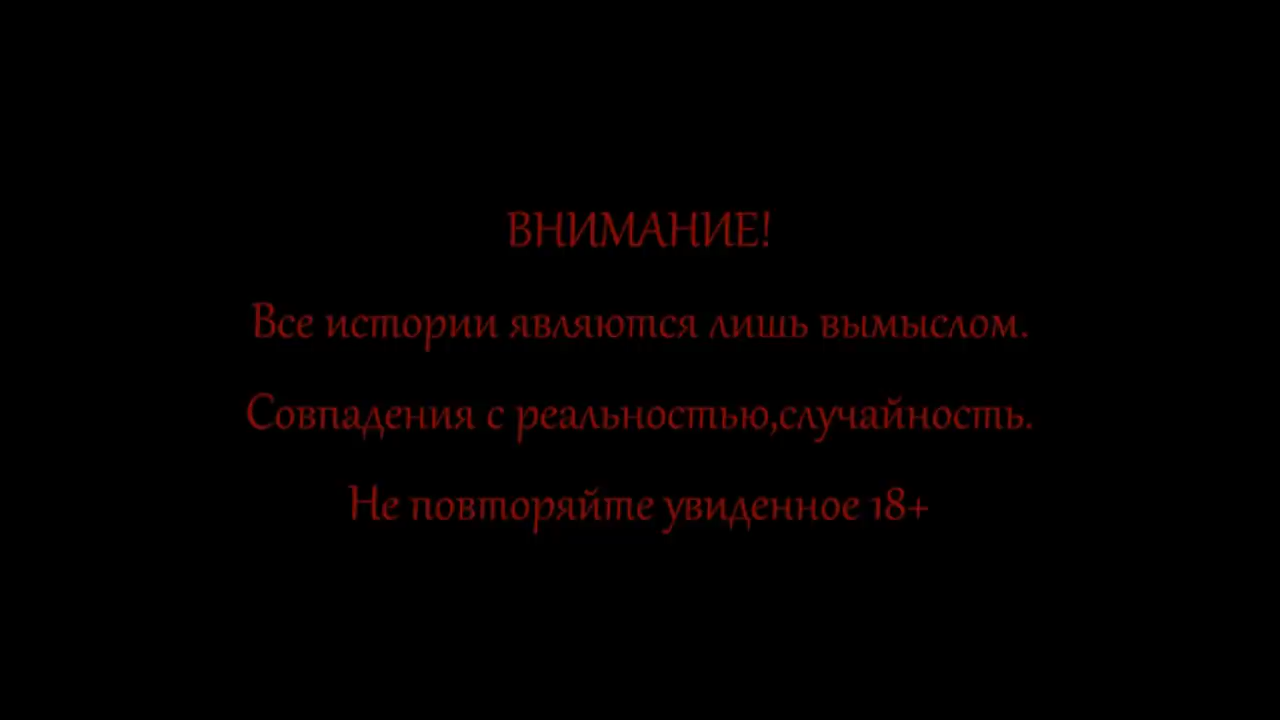 ВНИМАНИЕ!
Все истории являются лишь вымыслом.
Совпадения с реальностью,случайность.
Не повторяйте увиденное 18+